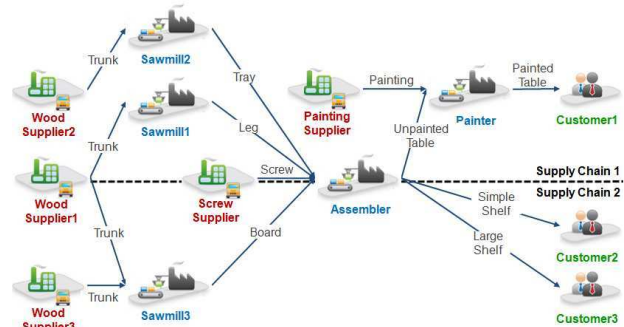 Trunk
Sawmill2
Wood
Supplier2
Tray
Trunk
Sawmill1
Leg
Painting
Supplier
Painting
Painter
Painted
Table
Customer1
Unpainted
Table
Wood
Supplier1
Screw
Supplier
Screw
Assembler
Supply Chain 1
Supply Chain 2
Trunk
Board
Simple
Shelf
Large
Shelf
Customer2
Wood
Supplier3
Trunk
Sawmill3
Customer3